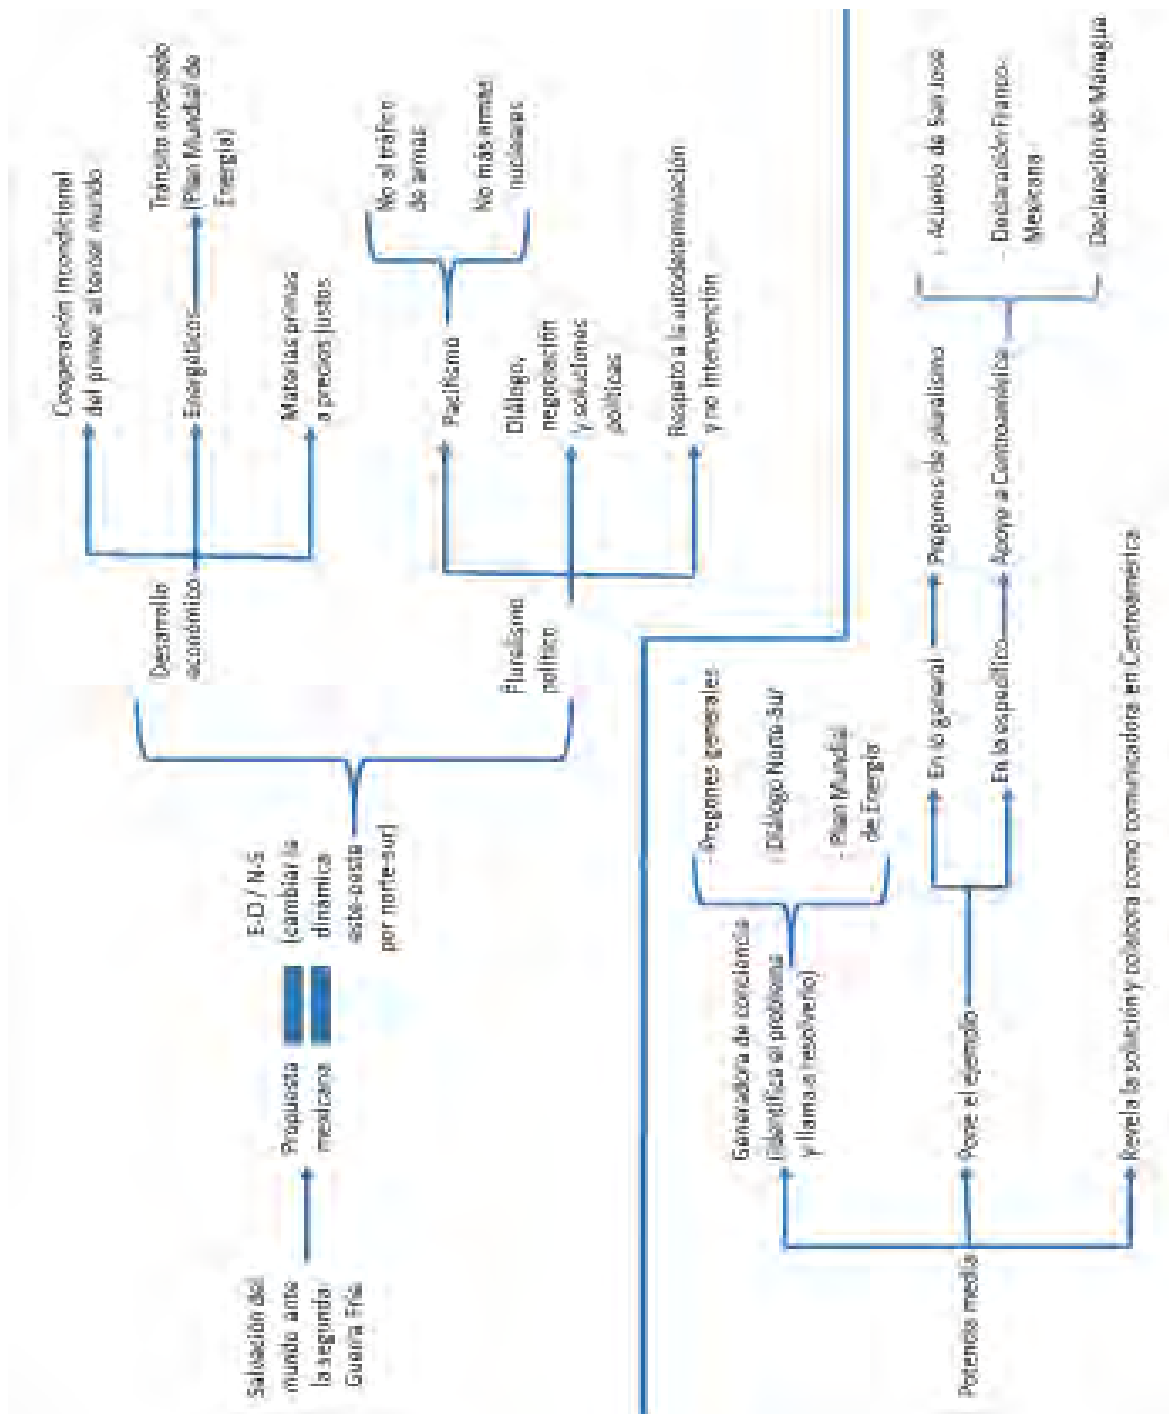 Salvación del
mundo ante
la segunda
Guerra Fría
Propuesta
mexicana
E-O / N-S
(cambiar la
dinámica
este-oeste
por norte-sur)
Desarrollo
económico
Cooperación incondicional
del primer al tercer mundo
Energéticos
Tránsito ordenado
(Plan Mundial de
Energía)
Materias primas
a precios justos
Pluralismo
político
Pacifismo
No al tráfico
de armas
No más armas
nucleares
Diálogo,
negociación
y soluciones
políticas
Respeto a la autodeterminación
y no intervención
Potencia media
Generadora de conciencia
(identifica el problema
y llama a resolverlo)
- Pregones generales
- Diálogo Norte-Sur
- Plan Mundial
de Energía
Pone el ejemplo
En lo general
Pregones de pluralismo
En lo específico
Apoyo a Centroamérica
- Acuerdo de San José
- Declaración Franco-
Mexicana
- Declaración de Managua
Revela la solución y colabora como comunicadora en Centroamérica